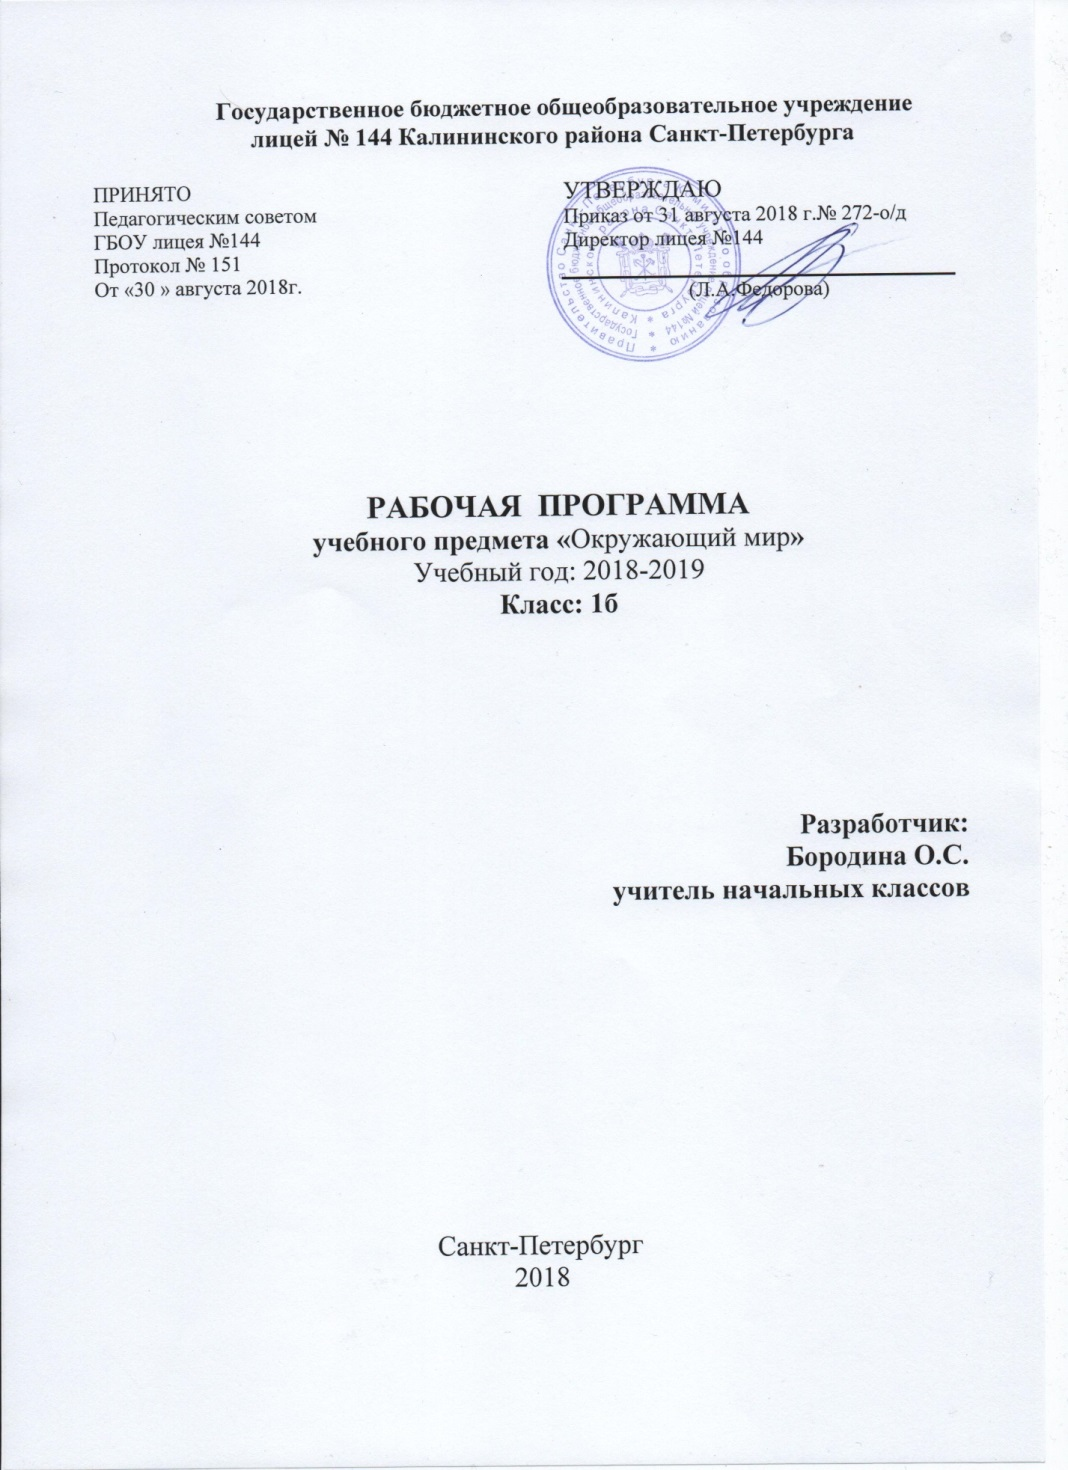 Государственное бюджетное общеобразовательное учреждение
лицей № 144 Калининского района Санкт-Петербурга
ПРИНЯТО
Педагогическим советом
ГБОУ лицея №144
Протокол № 151
От «30 » августа 2018г.
УТВЕРЖДАЮ
Приказ от 31 августа 2018 г.№ 272-о/д
Директор лицея №144
(Л.А.Федорова)
РАБОЧАЯ ПРОГРАММА
учебного предмета «Окружающий мир»
Учебный год: 2018-2019
Класс: 1б
Разработчик:
Бородина О.С.
учитель начальных классов
Санкт-Петербург
2018